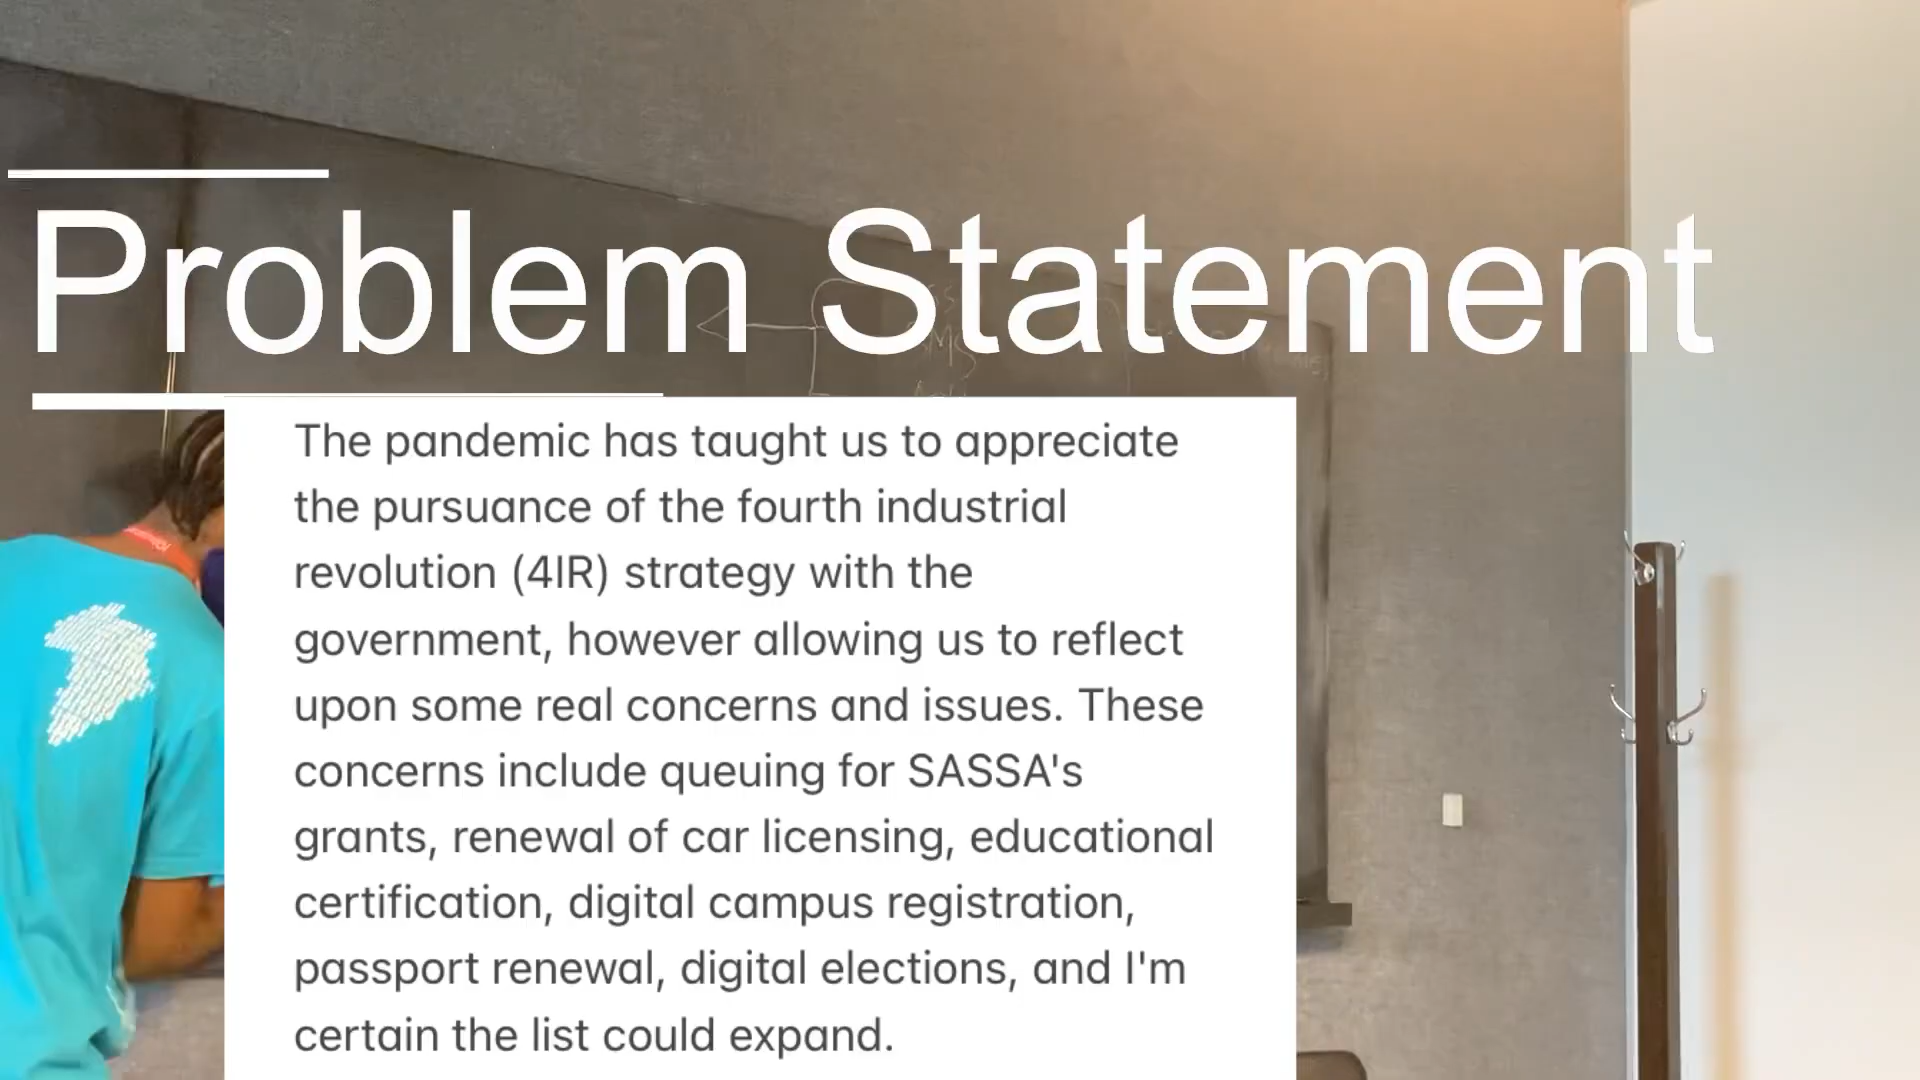 Problem Statement
The pandemic has taught us to appreciate
the pursuance of the fourth industrial
revolution (4IR) strategy with the
government, however allowing us to reflect
upon some real concerns and issues. These
concerns include queuing for SASSA's
grants, renewal of car licensing, educational
certification, digital campus registration,
passport renewal, digital elections, and I'm
certain the list could expand.